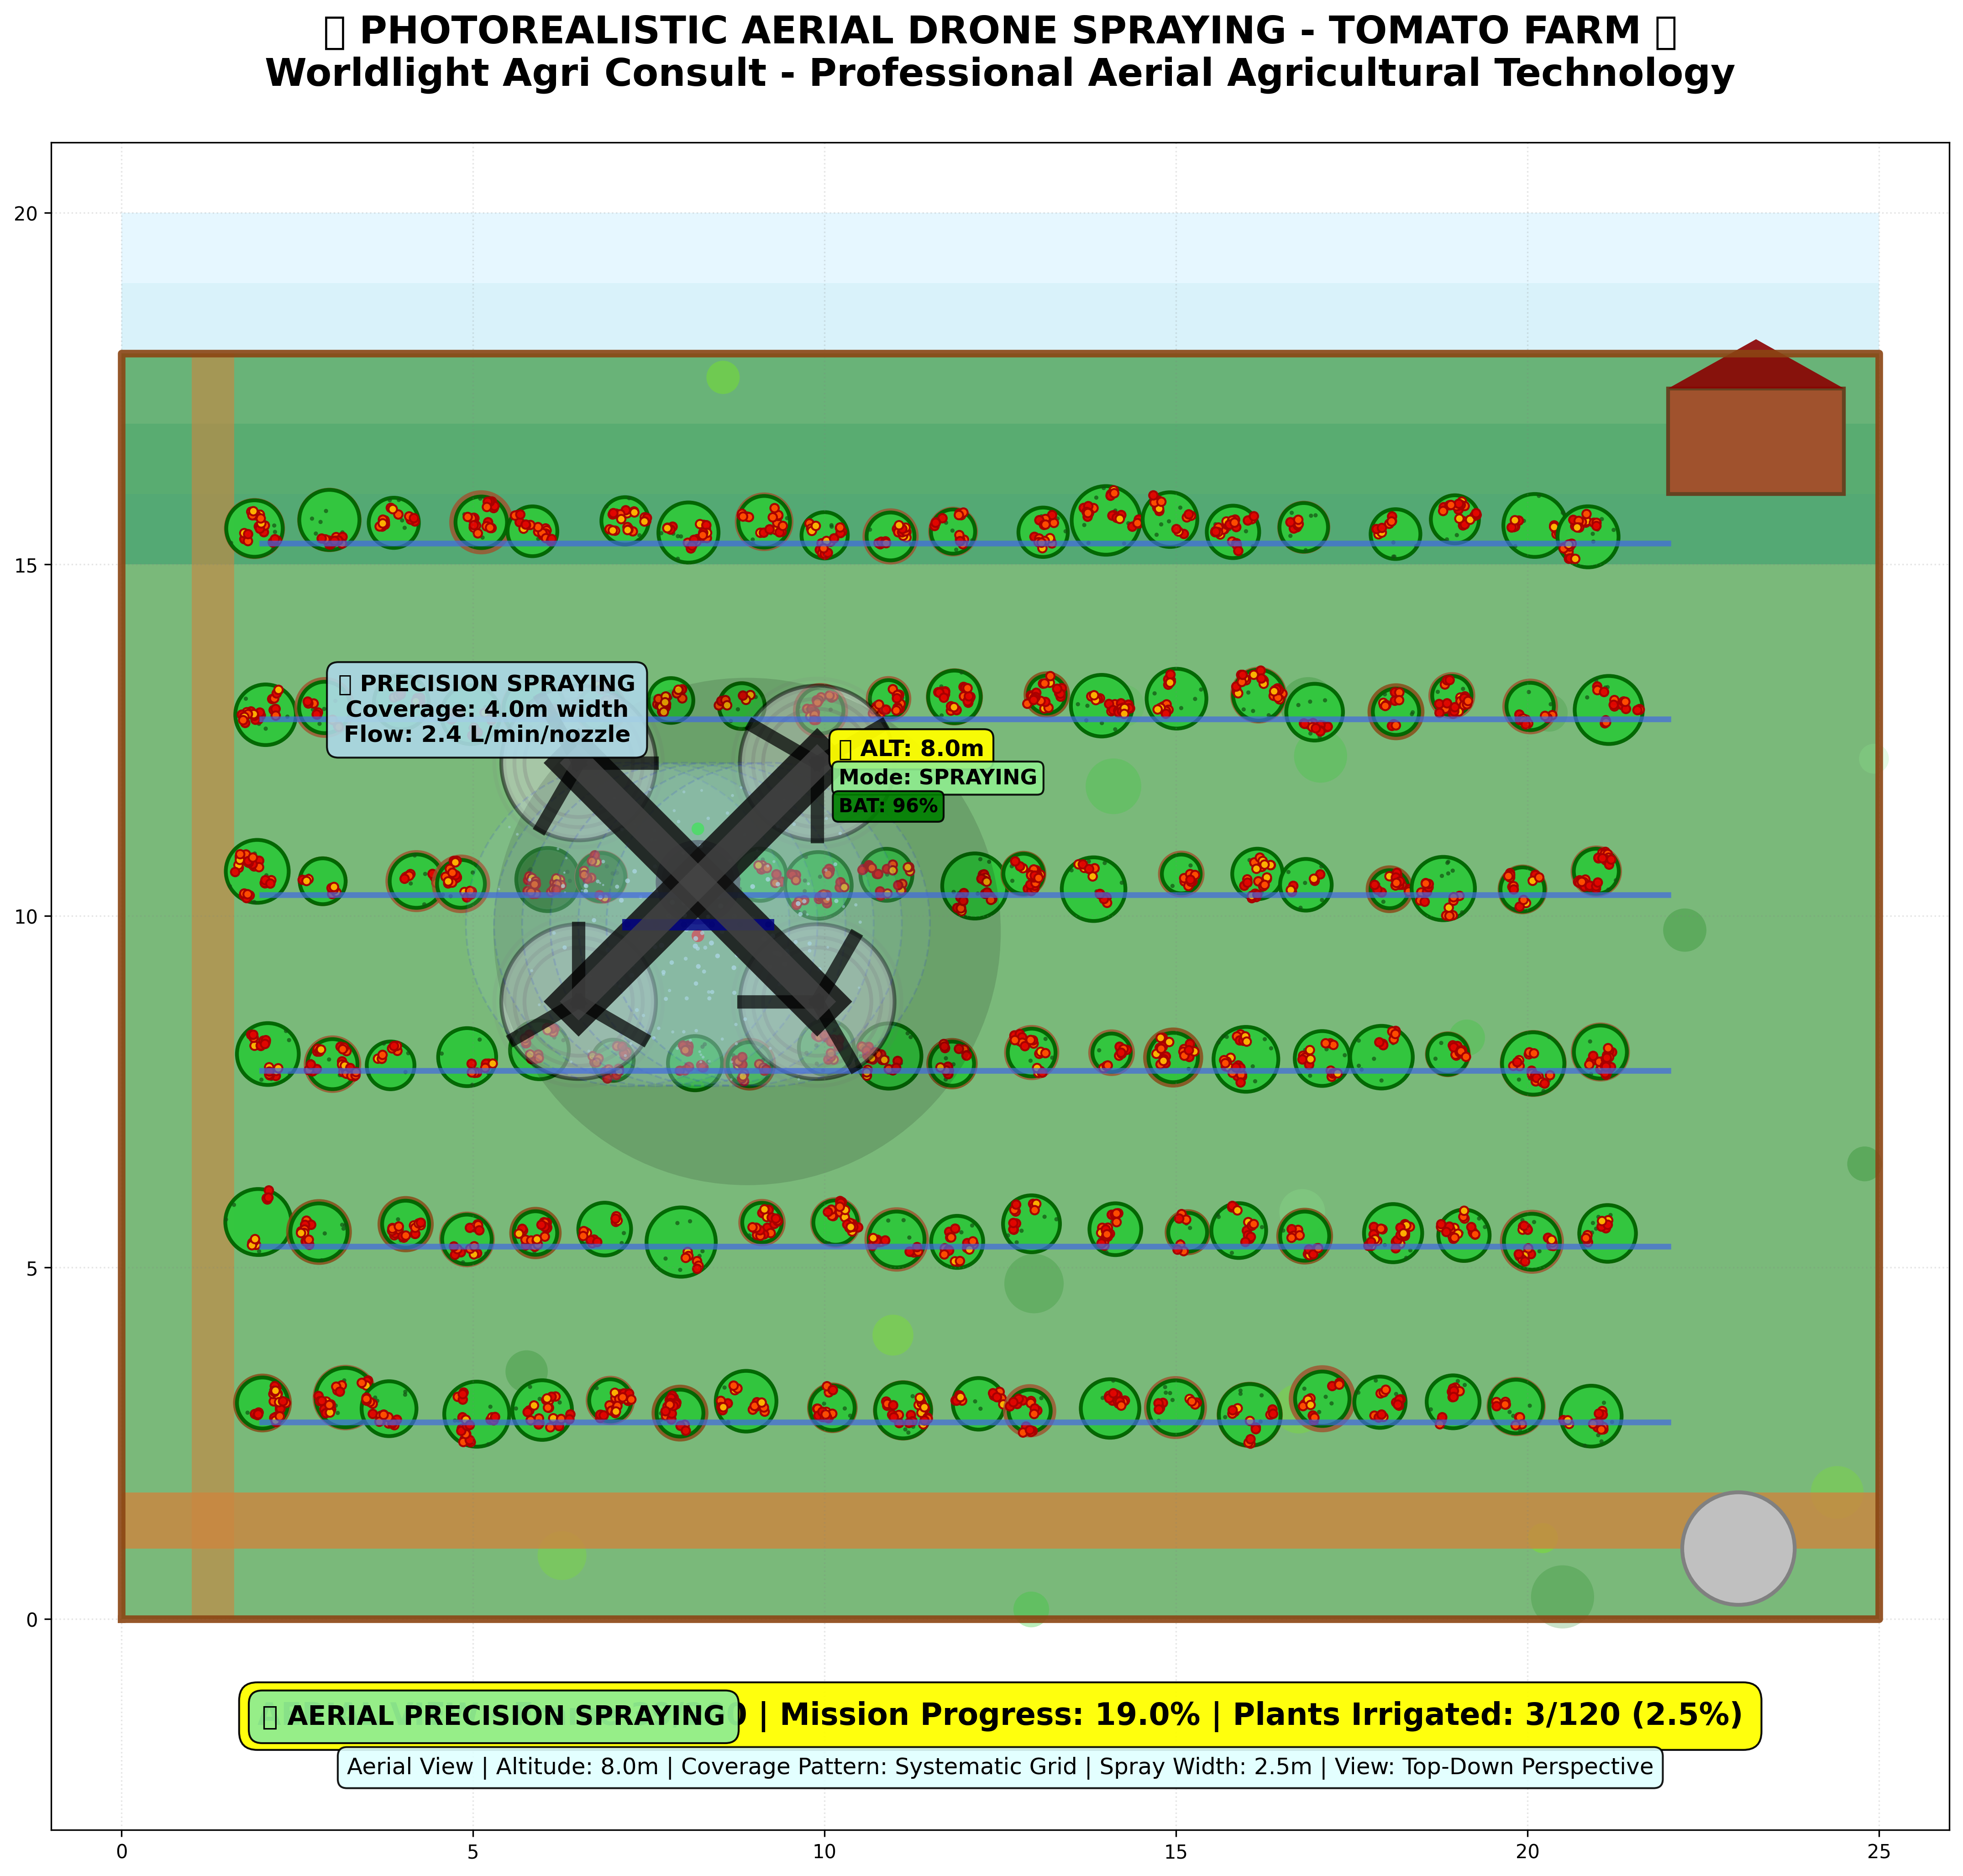 PHOTOREALISTIC AERIAL DRONE SPRAYING - TOMATO FARM
Worldlight Agri Consult - Professional Aerial Agricultural Technology
20
15
10
5
0
PRECISION SPRAYING
Coverage: 4.0m width
Flow: 2.4 L/min/nozzle
ALT: 8.0m
Mode: SPRAYING
BAT: 96%
AERIAL PRECISION SPRAYING
| Mission Progress: 19.0% | Plants Irrigated: 3/120 (2.5%)
Aerial View | Altitude: 8.0m | Coverage Pattern: Systematic Grid | Spray Width: 2.5m | View: Top-Down Perspective
0 5 10 15 20 25